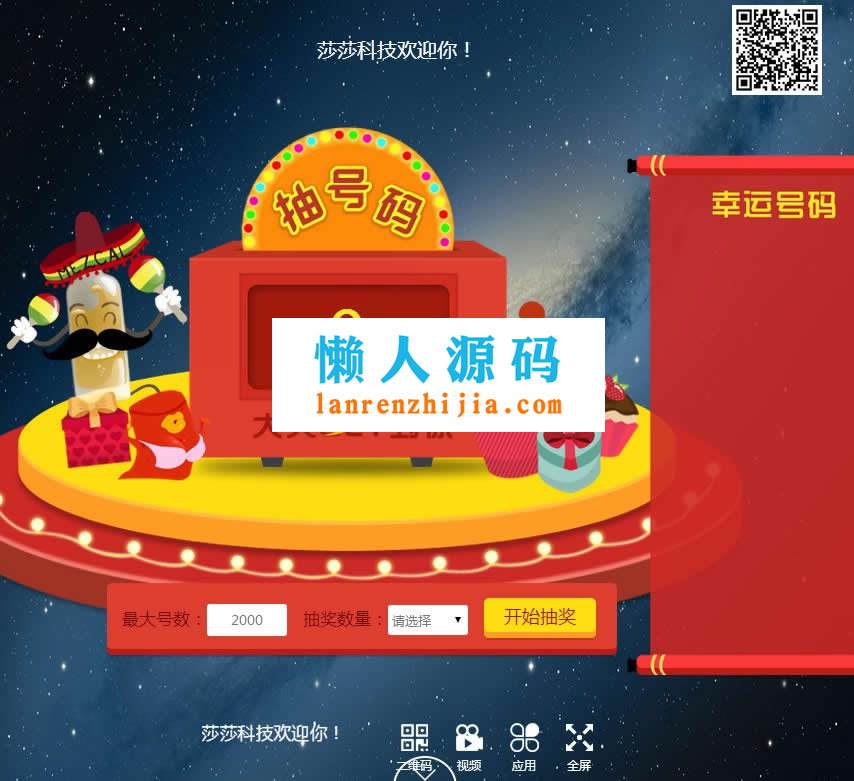 莎莎科技欢迎你！
抽号码
幸运号码
MEZCAL
懒人源码
lanrenzhijia.com
最大号数：
2000
抽奖数量：
请选择
开始抽奖
莎莎科技欢迎你！
二维码
视频
应用
全屏